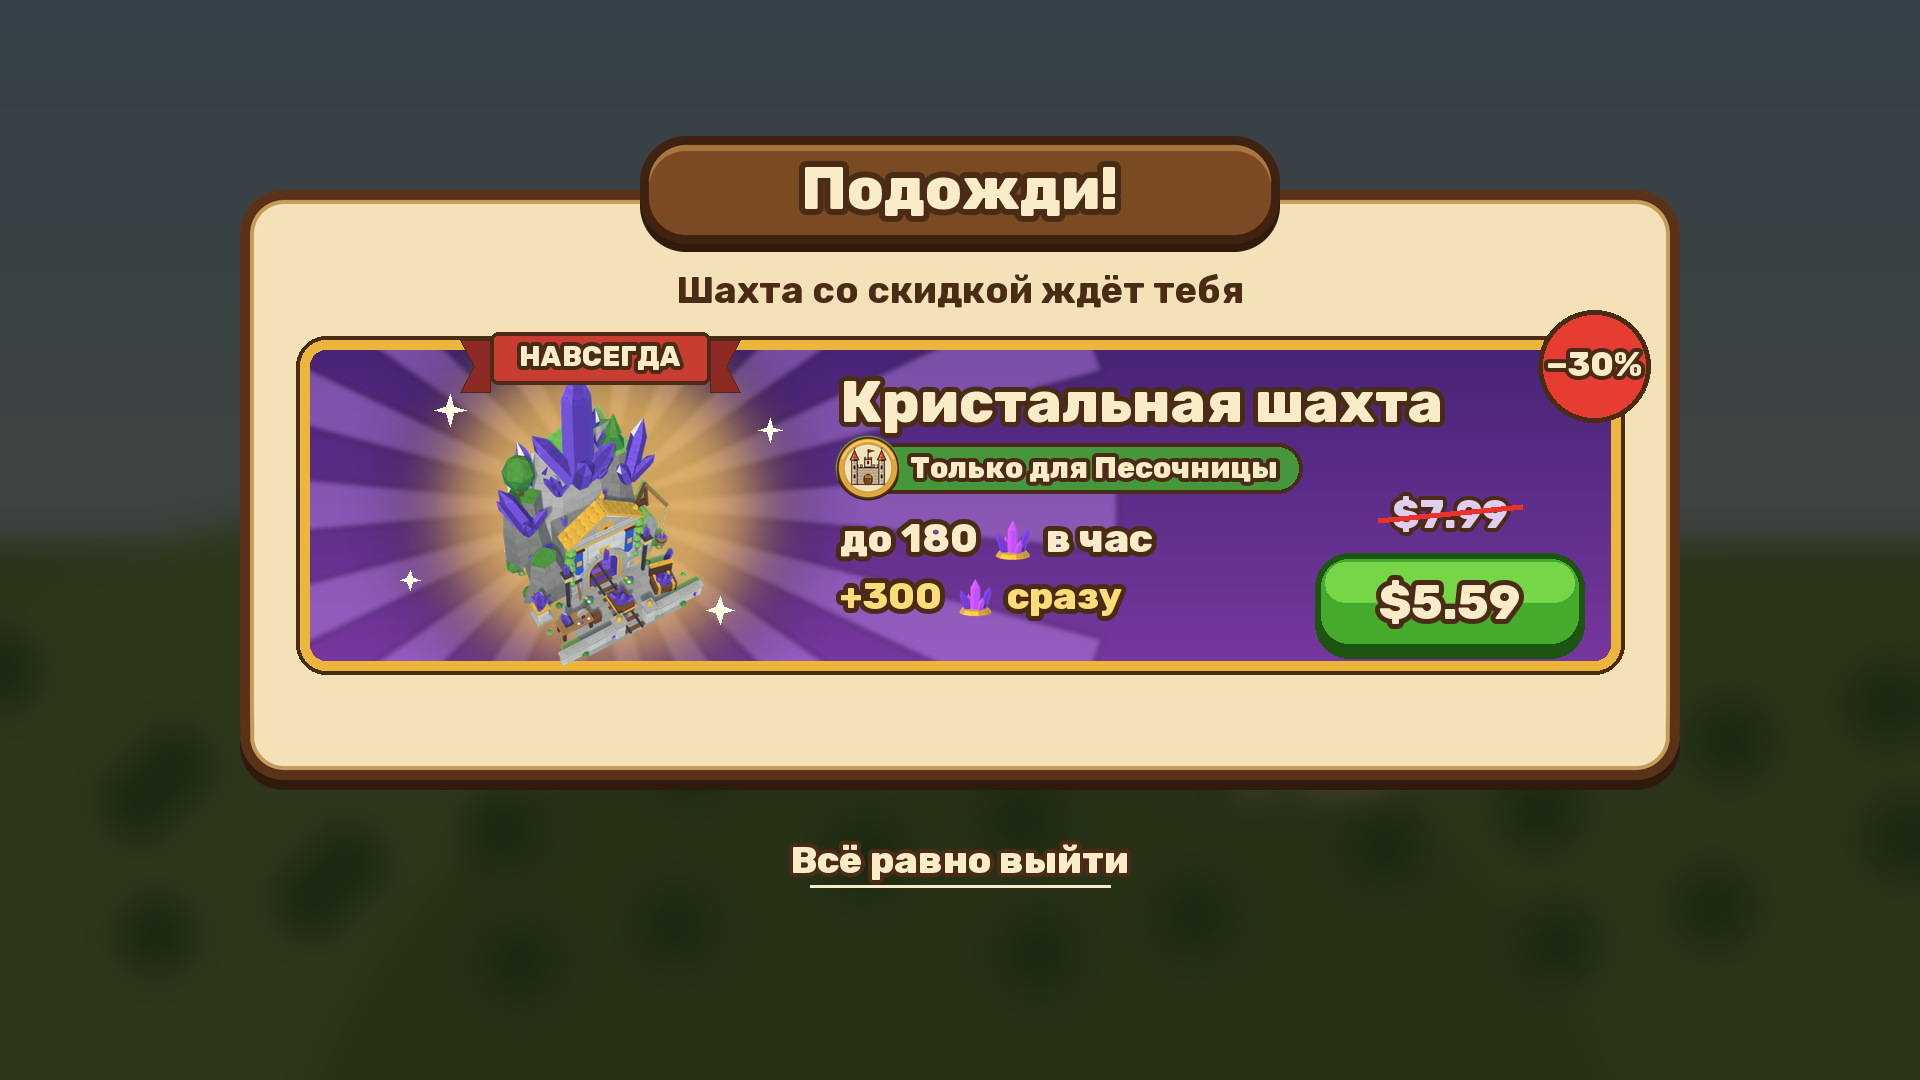 Подожди!
Шахта со скидкой ждёт тебя
НАВСЕГДА
–30%
Кристальная шахта
Только для Песочницы
до 180 в час
+300 сразу
$7.99
$5.59
Всё равно выйти